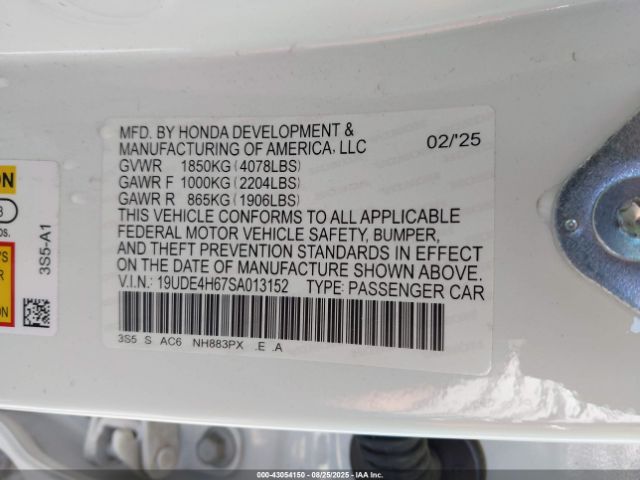 MFD. BY HONDA DEVELOPMENT &
MANUFACTURING OF AMERICA, LLC
02/'25
GVWR 1850KG (4078LBS)
GAWR F 1000KG (2204LBS)
GAWR R 865KG (1906LBS)
THIS VEHICLE CONFORMS TO ALL APPLICABLE
FEDERAL MOTOR VEHICLE SAFETY, BUMPER,
AND THEFT PREVENTION STANDARDS IN EFFECT
ON THE DATE OF MANUFACTURE SHOWN ABOVE.
V.I.N.: 19UDE4H67SA013152 TYPE: PASSENGER CAR
3S5 S AC6 NH883PX .E .A
3S5-A1
000-43054150 - 08/25/2025 - IAA Inc.